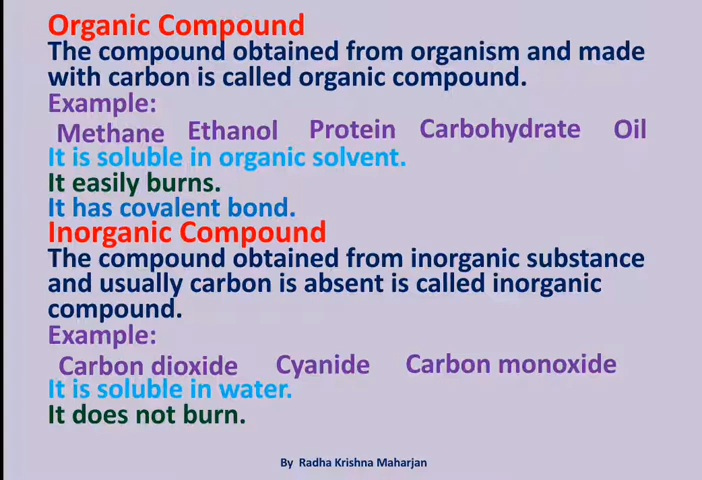 Organic Compound
The compound obtained from organism and made
with carbon is called organic compound.
Example:
Methane Ethanol Protein Carbohydrate Oil
It is soluble in organic solvent.
It easily burns.
It has covalent bond.
Inorganic Compound
The compound obtained from inorganic substance
and usually carbon is absent is called inorganic
compound.
Example:
Carbon dioxide Cyanide Carbon monoxide
It is soluble in water.
It does not burn.
By Radha Krishna Maharjan